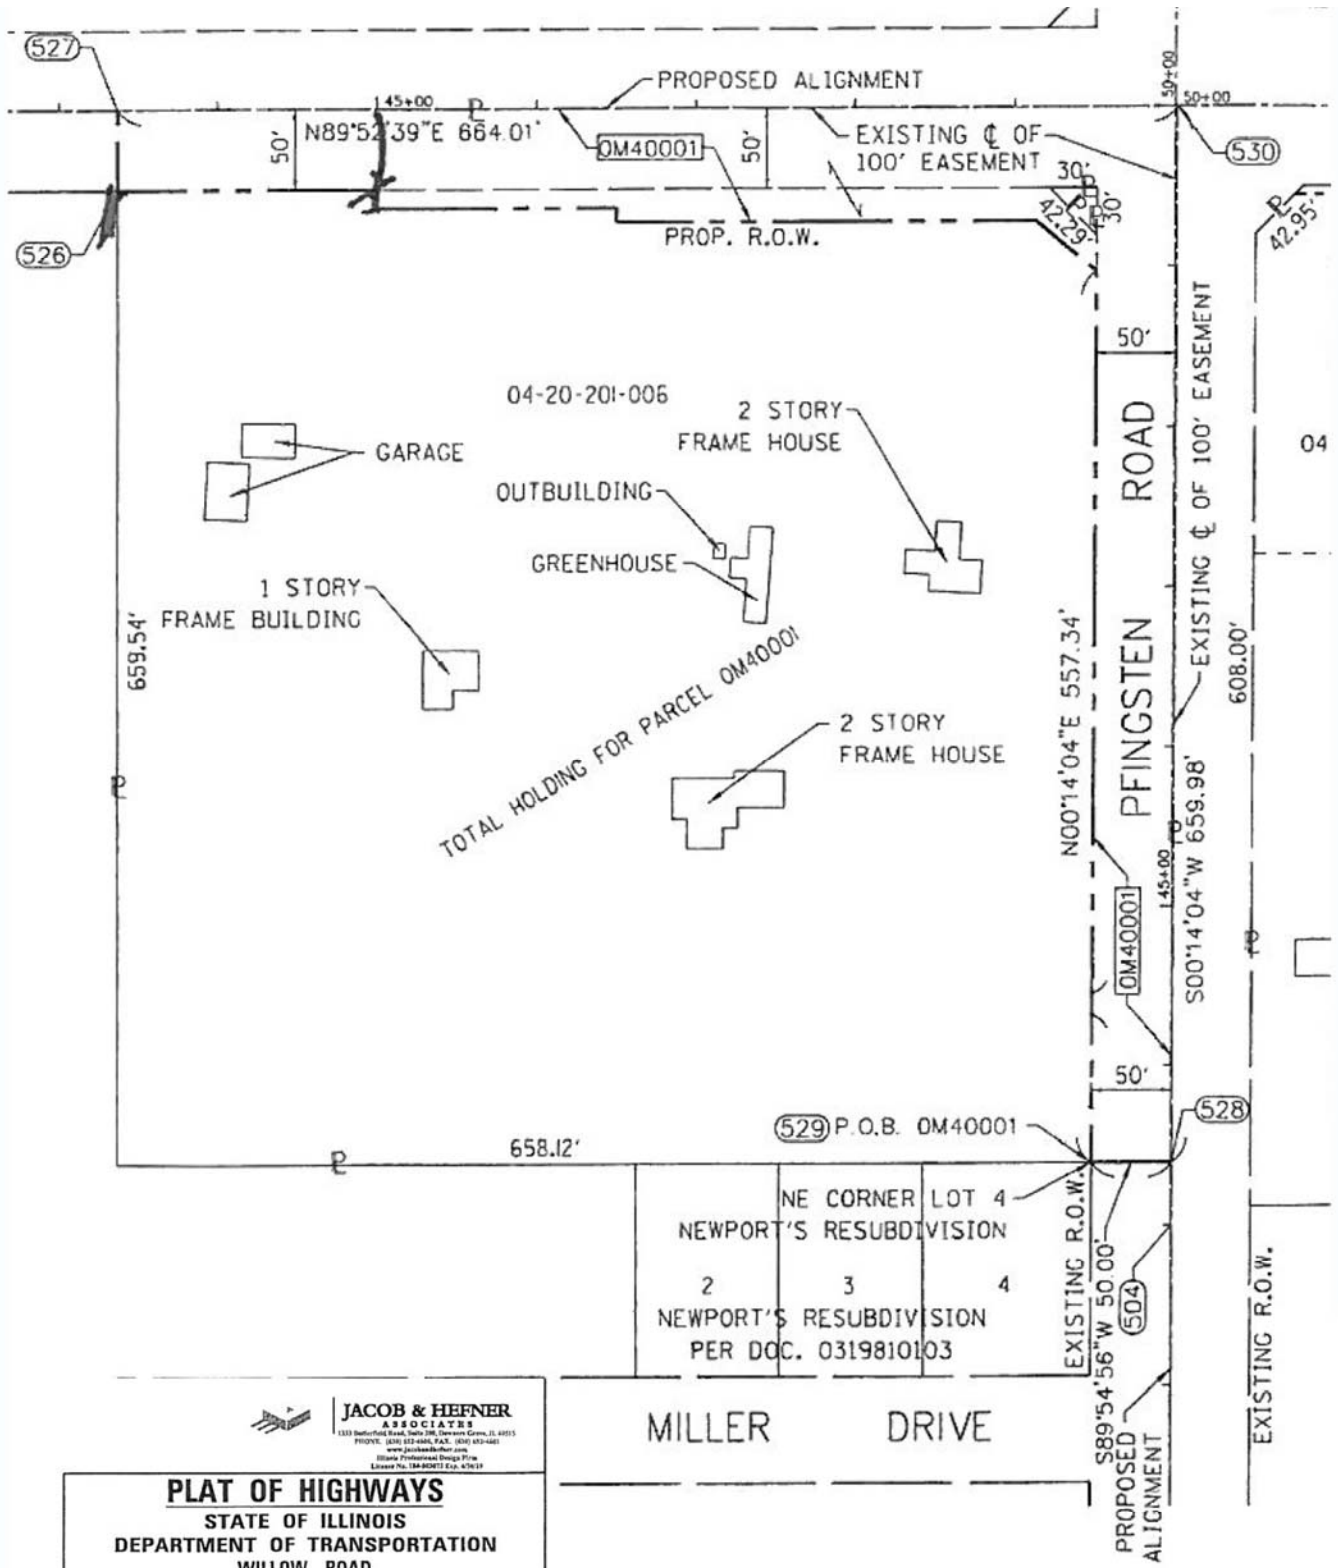 527
PROPOSED ALIGNMENT
45+00
50+00
50+00
N89°52'39"E 664.01'
50'
0M40001
50'
EXISTING ℄ OF
100' EASEMENT
530
30'
30'
42.29'
42.95'
526
PROP. R.O.W.
50'
04-20-201-006
2 STORY
FRAME HOUSE
04
GARAGE
OUTBUILDING
GREENHOUSE
1 STORY
FRAME BUILDING
659.54'
TOTAL HOLDING FOR PARCEL 0M40001
2 STORY
FRAME HOUSE
N00°14'04"E 557.34'
PFINGSTEN ROAD
EXISTING ℄ OF 100' EASEMENT
608.00'
S00°14'04"W 659.98'
45+00
0M40001
50'
528
529 P.O.B. 0M40001
658.12'
NE CORNER LOT 4
NEWPORT'S RESUBDIVISION
2 3 4
NEWPORT'S RESUBDIVISION
PER DOC. 0319810103
EXISTING R.O.W.
S89°54'56"W 50.00'
504
EXISTING R.O.W.
MILLER DRIVE
PROPOSED
ALIGNMENT
JACOB & HEFNER
ASSOCIATES
PLAT OF HIGHWAYS
STATE OF ILLINOIS
DEPARTMENT OF TRANSPORTATION
WILLOW ROAD